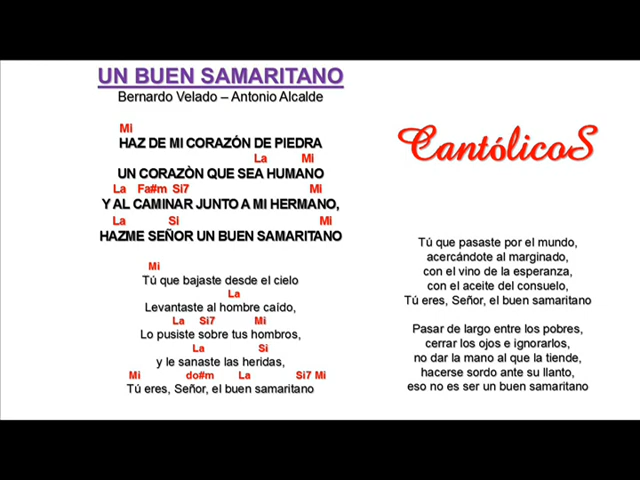 UN BUEN SAMARITANO
Bernardo Velado – Antonio Alcalde
Mi
HAZ DE MI CORAZÓN DE PIEDRA
La Mi
UN CORAZÒN QUE SEA HUMANO
La Fa#m Si7 Mi
Y AL CAMINAR JUNTO A MI HERMANO,
La Si Mi
HAZME SEÑOR UN BUEN SAMARITANO
Mi
Tú que bajaste desde el cielo
La
Levantaste al hombre caído,
La Si7 Mi
Lo pusiste sobre tus hombros,
La Si
y le sanaste las heridas,
Mi do#m La Si7 Mi
Tú eres, Señor, el buen samaritano
CantólicoS
Tú que pasaste por el mundo,
acercándote al marginado,
con el vino de la esperanza,
con el aceite del consuelo,
Tú eres, Señor, el buen samaritano
Pasar de largo entre los pobres,
cerrar los ojos e ignorarlos,
no dar la mano al que la tiende,
hacerse sordo ante su llanto,
eso no es ser un buen samaritano